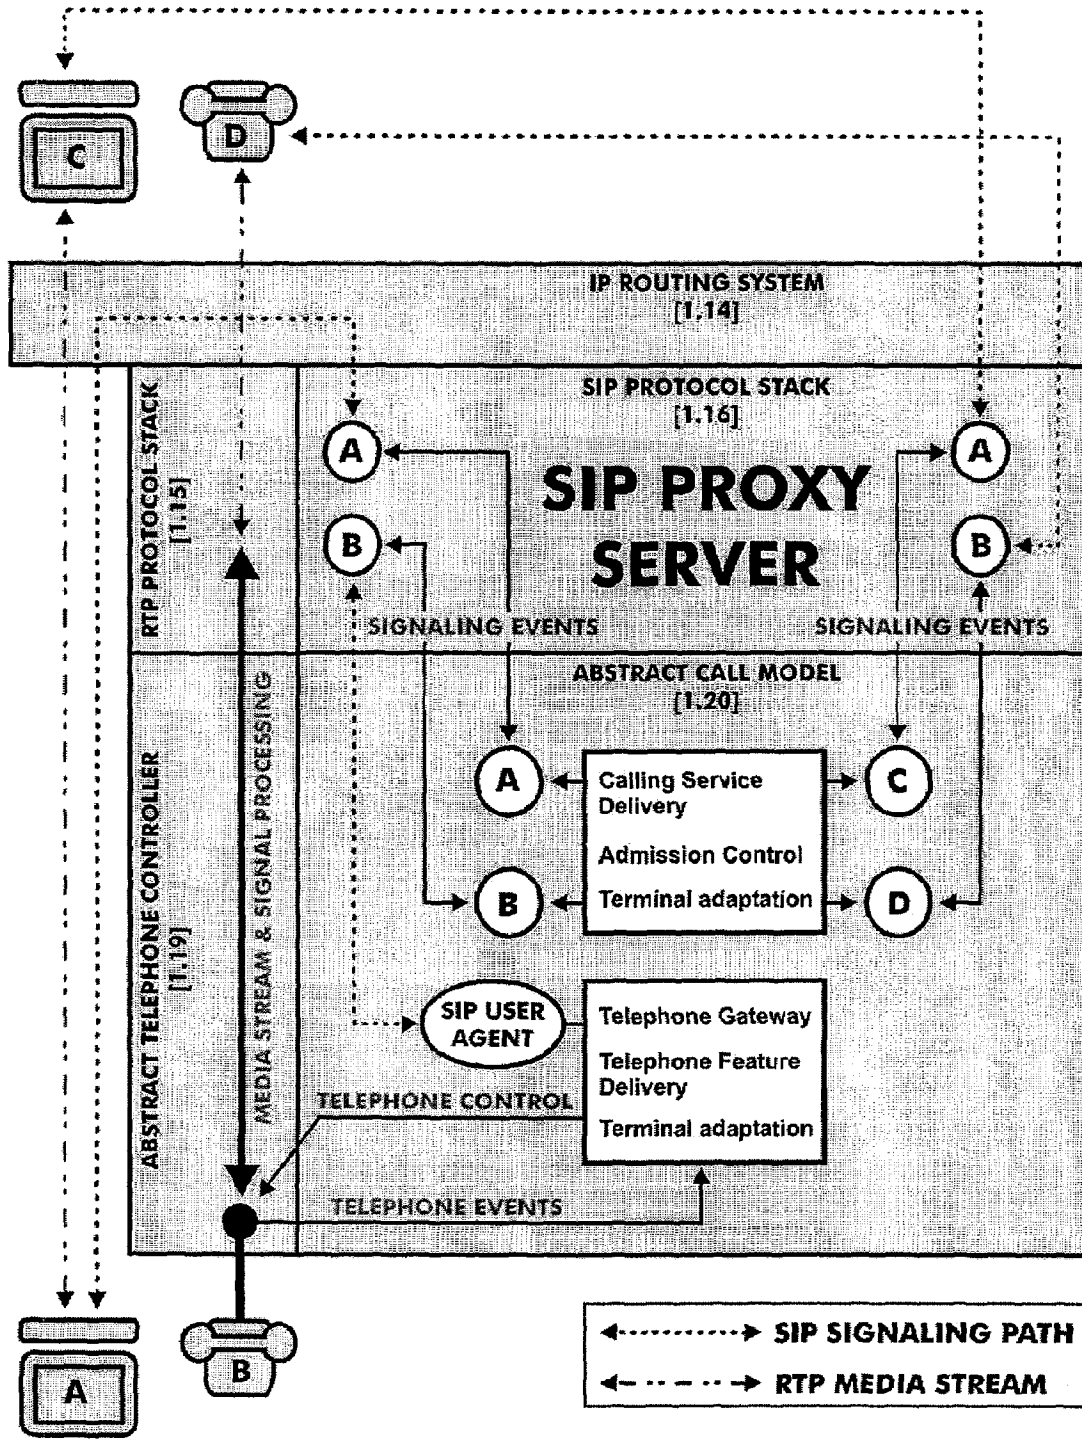 C
D
IP ROUTING SYSTEM
[1.14]
RTP PROTOCOL STACK
[1.15]
SIP PROTOCOL STACK
[1.16]
A
A
SIP PROXY
SERVER
B
B
SIGNALING EVENTS
SIGNALING EVENTS
ABSTRACT CALL MODEL
[1.20]
ABSTRACT TELEPHONE CONTROLLER
[1.19]
MEDIA STREAM & SIGNAL PROCESSING
A
Calling Service
Delivery
C
Admission Control
B
Terminal adaptation
D
SIP USER
AGENT
Telephone Gateway
Telephone Feature
Delivery
Terminal adaptation
TELEPHONE CONTROL
TELEPHONE EVENTS
A
B
SIP SIGNALING PATH
RTP MEDIA STREAM